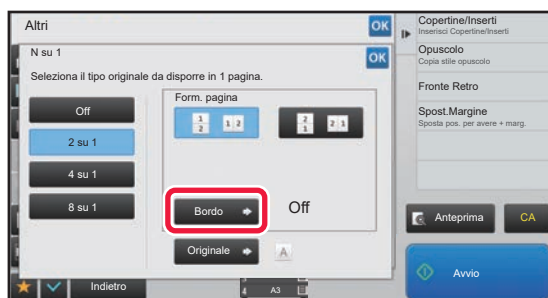 Altri
OK
N su 1
OK
Seleziona il tipo originale da disporre in 1 pagina.
Off
2 su 1
4 su 1
8 su 1
Form. pagina
1
2
1 2
2
1
2 1
Bordo
Off
Originale
A
Indietro
4
A3
Copertine/Inserti
Inserisci Copertine/Inserti
Opuscolo
Copia stile opuscolo
Fronte Retro
Spost.Margine
Sposta pos. per avere + marg.
Anteprima
CA
Avvio